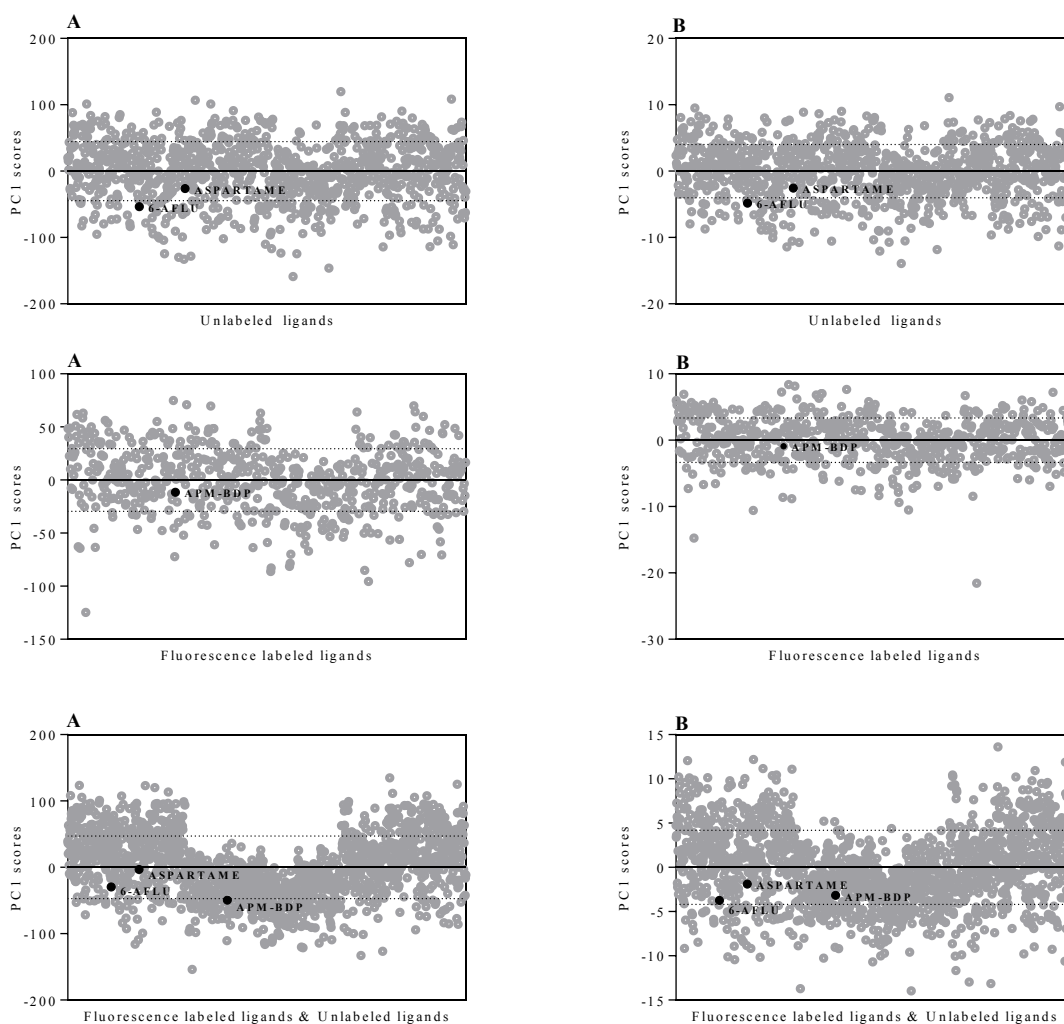 A
200
100
0
-100
-200
PC1 scores
ASPARTAME
6-AFLU
Unlabeled ligands
B
20
10
0
-10
-20
PC1 scores
ASPARTAME
6-AFLU
Unlabeled ligands
A
100
50
0
-50
-100
-150
PC1 scores
APM-BDP
Fluorescence labeled ligands
B
10
0
-10
-20
-30
PC1 scores
APM-BDP
Fluorescence labeled ligands
A
200
100
0
-100
-200
PC1 scores
ASPARTAME
6-AFLU
APM-BDP
Fluorescence labeled ligands & Unlabeled ligands
B
15
10
5
0
-5
-10
-15
PC1 scores
ASPARTAME
6-AFLU
APM-BDP
Fluorescence labeled ligands & Unlabeled ligands